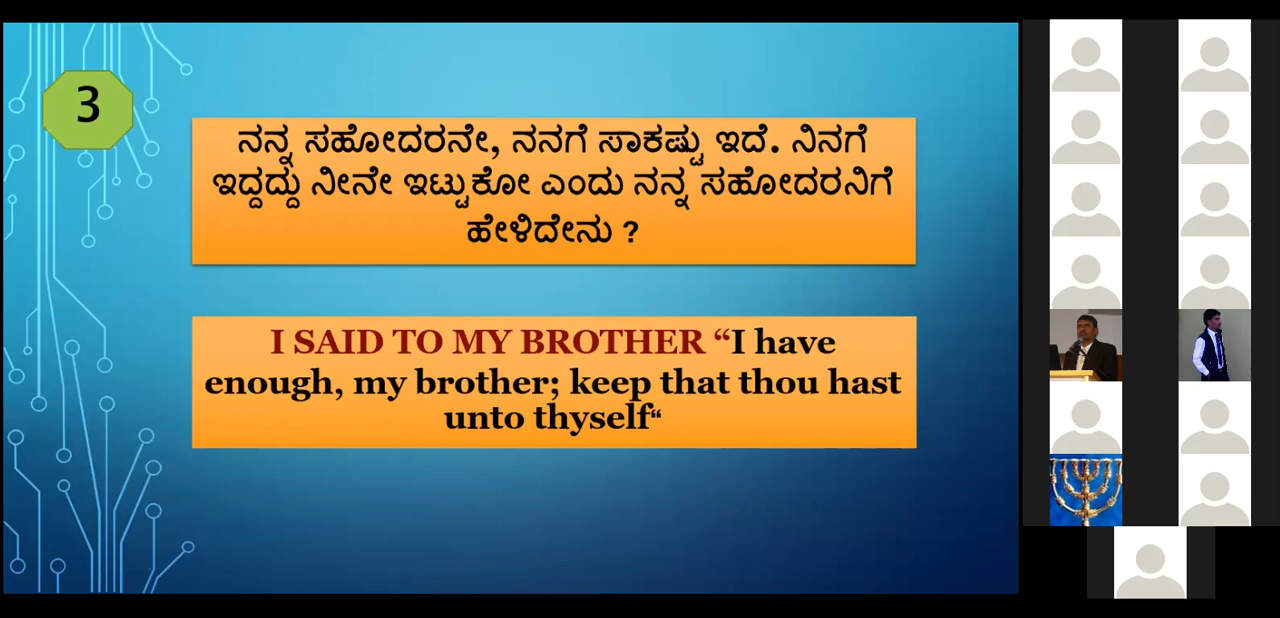 3
ನನ್ನ ಸಹೋದರನೇ, ನನಗೆ ಸಾಕಷ್ಟು ಇದೆ. ನಿನಗೆ
ಇದ್ದದ್ದು ನೀನೇ ಇಟ್ಟುಕೋ ಎಂದು ನನ್ನ ಸಹೋದರನಿಗೆ
ಹೇಳಿದೇನು ?
I SAID TO MY BROTHER “I have
enough, my brother; keep that thou hast
unto thyself“